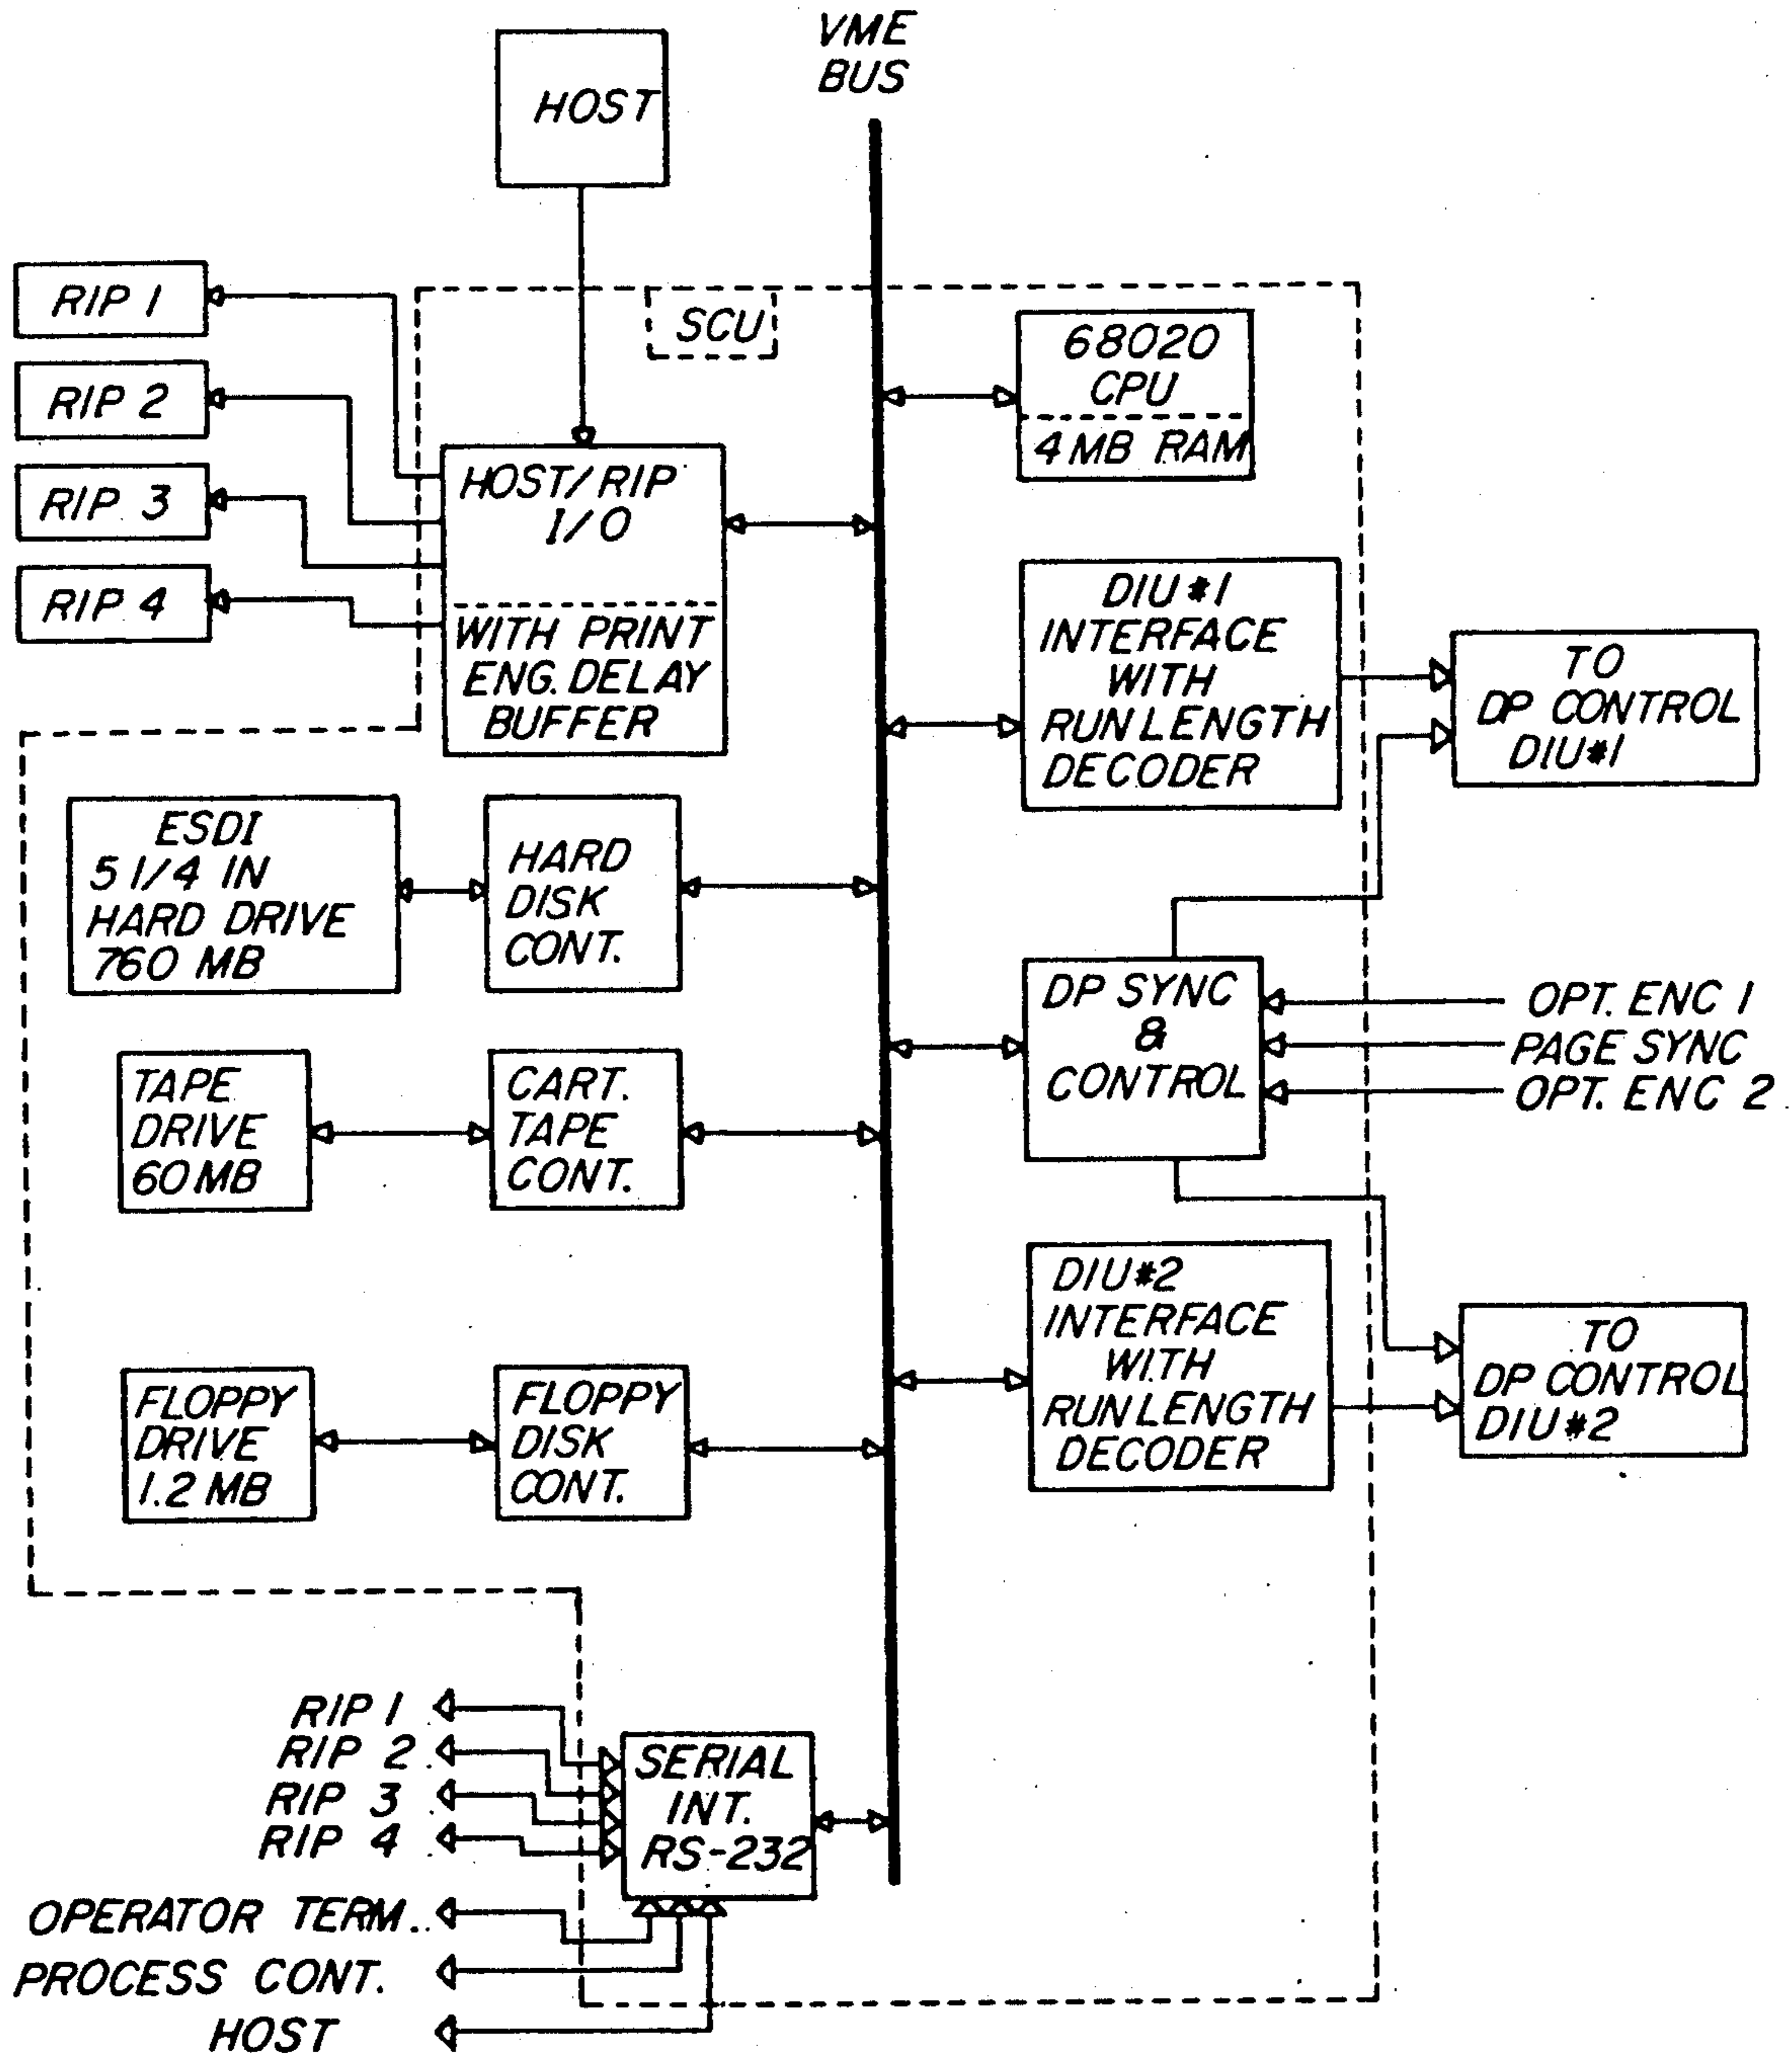 VME
BUS
HOST
RIP 1
RIP 2
RIP 3
RIP 4
SCU
HOST/RIP
I/O
WITH PRINT
ENG. DELAY
BUFFER
68020
CPU
4 MB RAM
DIU#1
INTERFACE
WITH
RUN LENGTH
DECODER
TO
DP CONTROL
DIU#1
ESDI
5 1/4 IN
HARD DRIVE
760 MB
HARD
DISK
CONT.
DP SYNC
&
CONTROL
OPT. ENC 1
PAGE SYNC
OPT. ENC 2
TAPE
DRIVE
60 MB
CART.
TAPE
CONT.
DIU#2
INTERFACE
WITH
RUN LENGTH
DECODER
TO
DP CONTROL
DIU#2
FLOPPY
DRIVE
1.2 MB
FLOPPY
DISK
CONT.
RIP 1
RIP 2
RIP 3
RIP 4
SERIAL
INT.
RS-232
OPERATOR TERM.
PROCESS CONT.
HOST